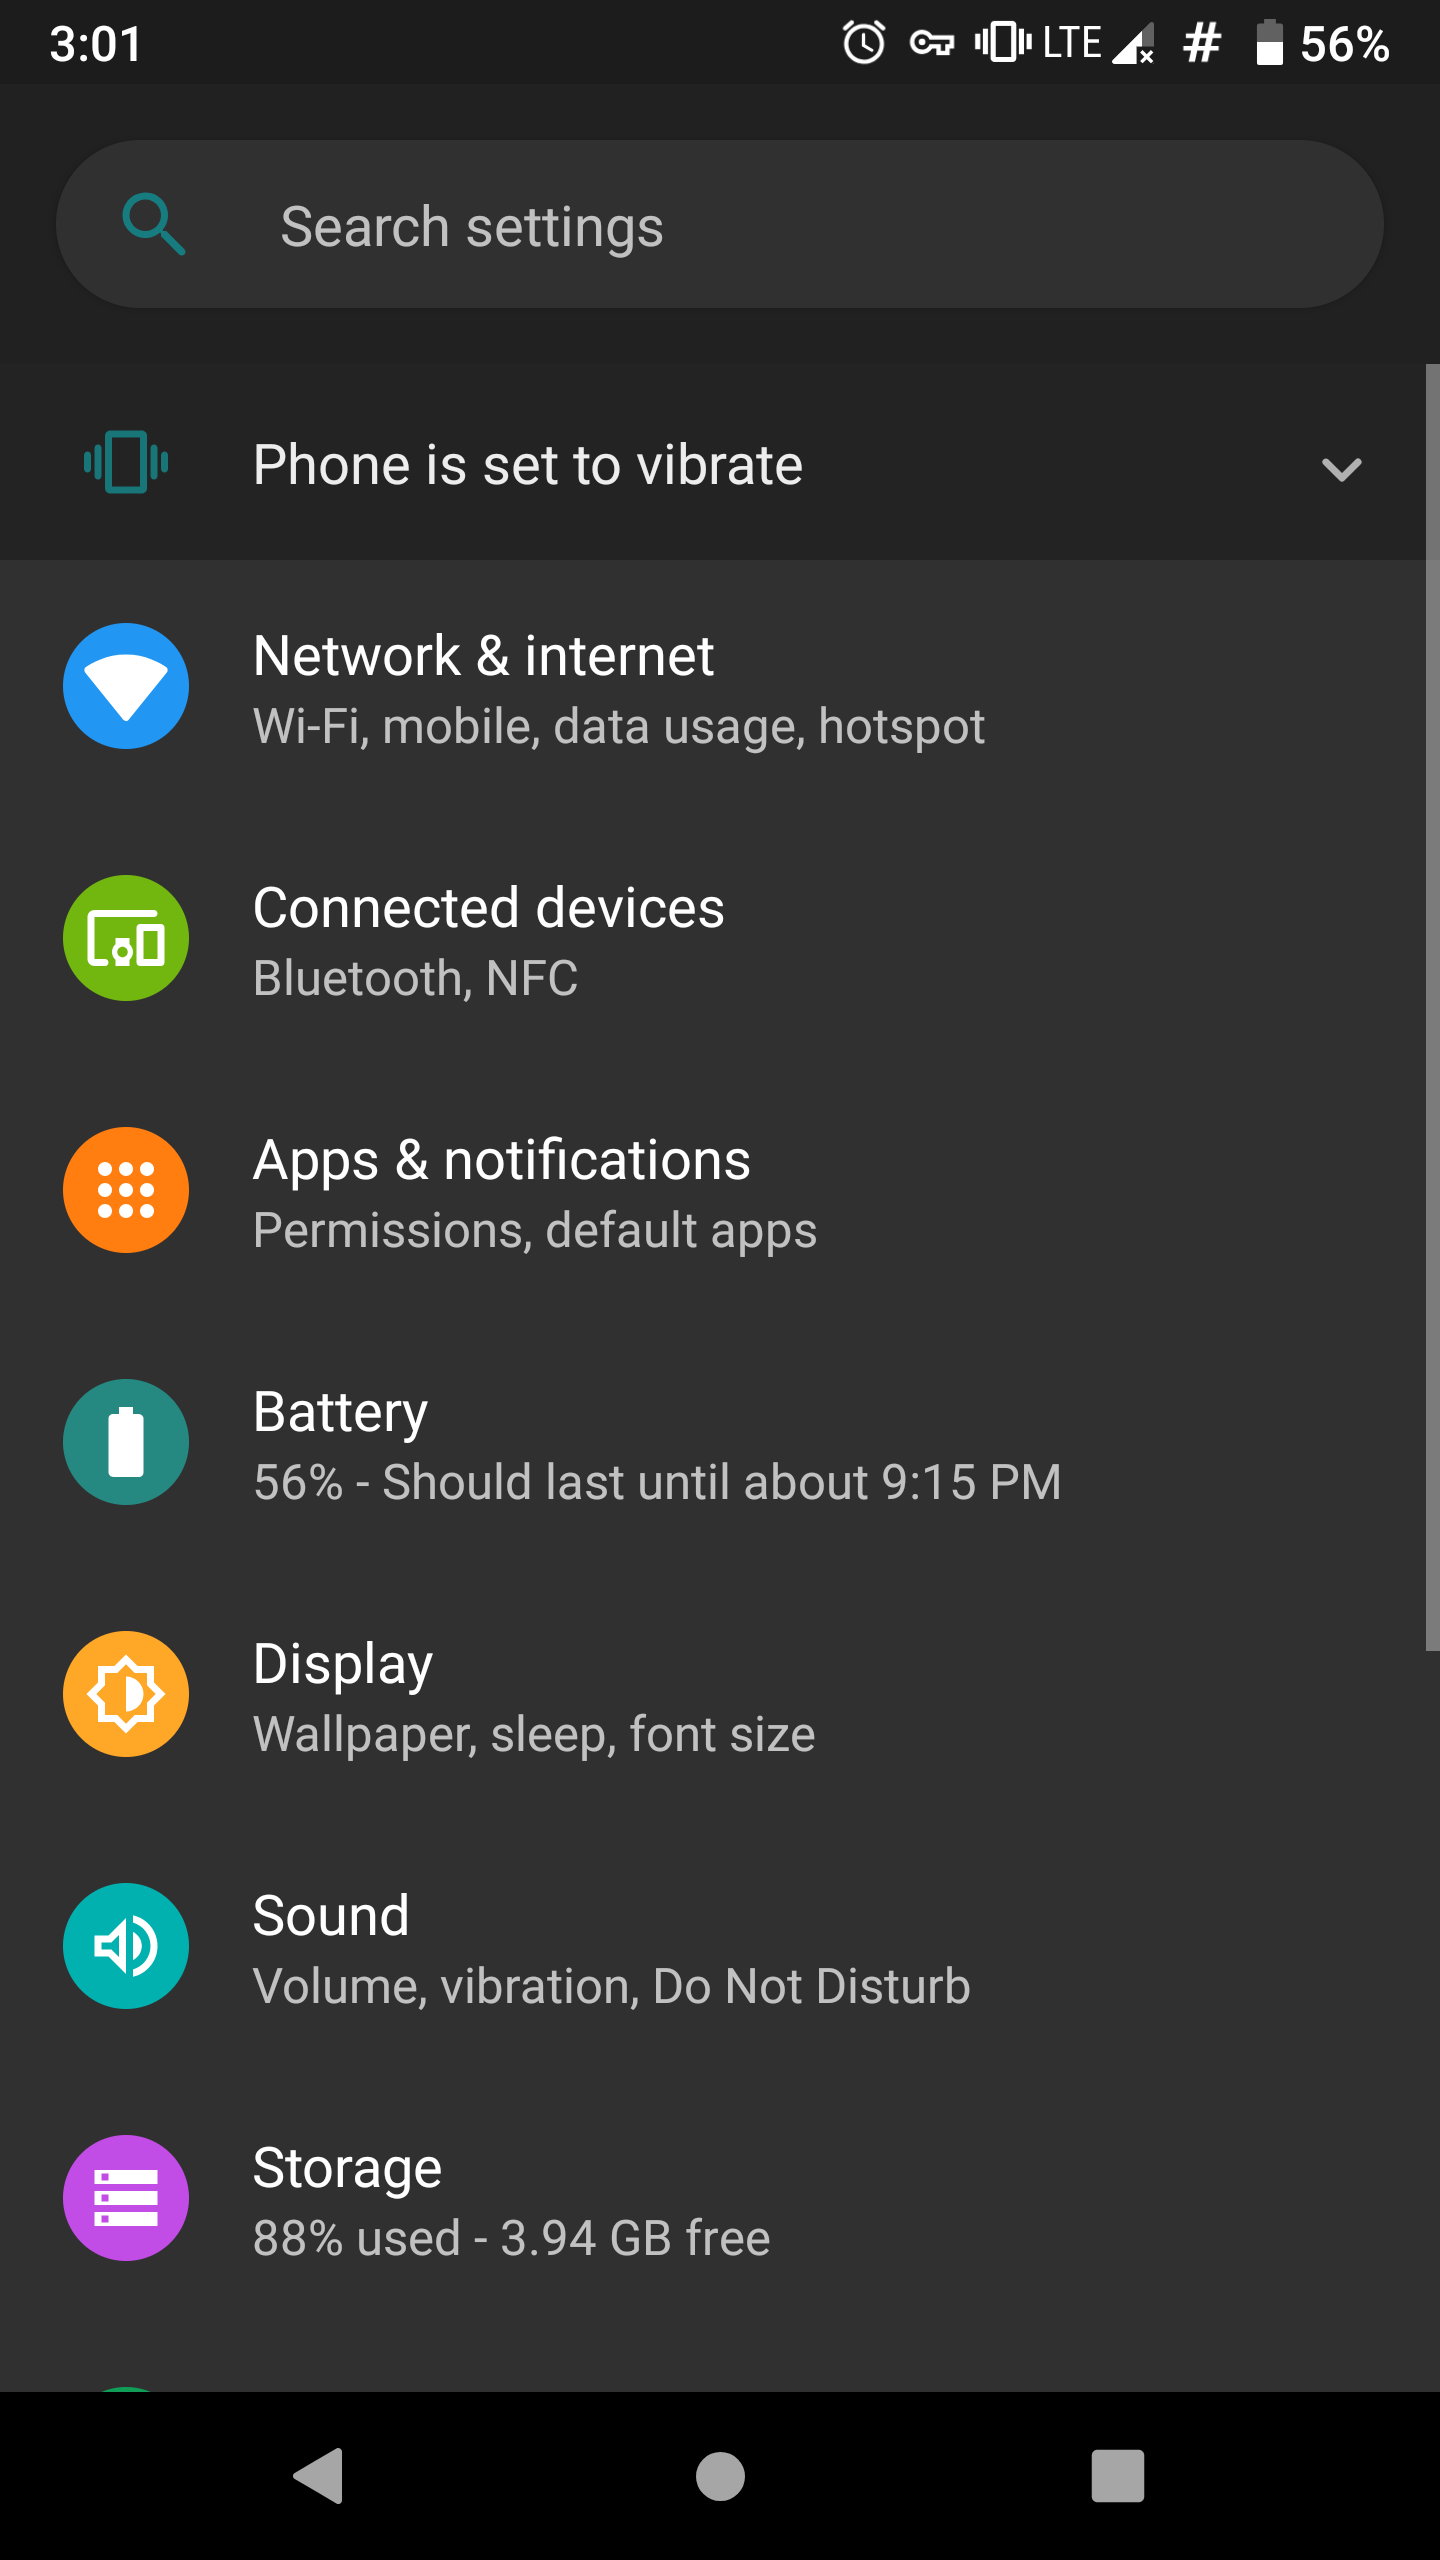 3:01 LTE # 56%
Search settings
Phone is set to vibrate
Network & internet
Wi-Fi, mobile, data usage, hotspot
Connected devices
Bluetooth, NFC
Apps & notifications
Permissions, default apps
Battery
56% - Should last until about 9:15 PM
Display
Wallpaper, sleep, font size
Sound
Volume, vibration, Do Not Disturb
Storage
88% used - 3.94 GB free